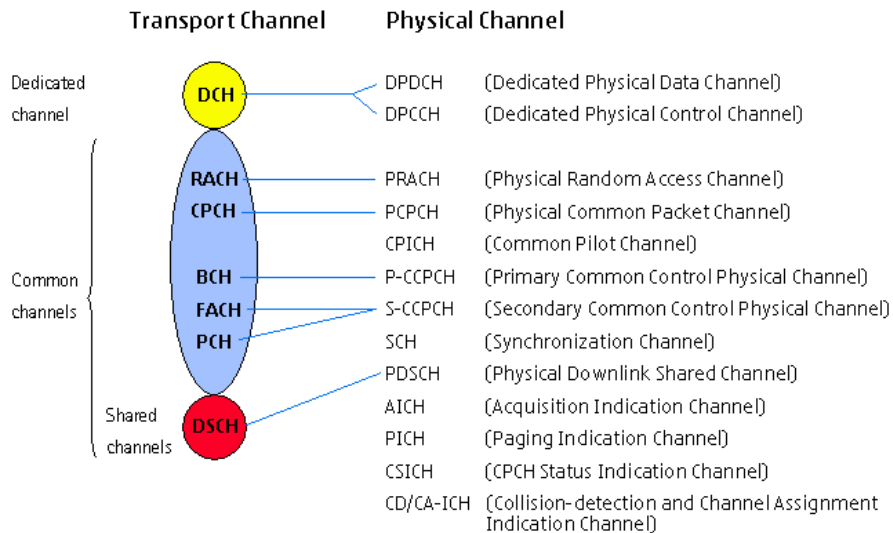 Transport Channel Physical Channel
Dedicated channel
DCH
DPDCH (Dedicated Physical Data Channel)
DPCCH (Dedicated Physical Control Channel)
RACH PRACH (Physical Random Access Channel)
CPCH PCPCH (Physical Common Packet Channel)
CPICH (Common Pilot Channel)
Common channels
BCH P-CCPCH (Primary Common Control Physical Channel)
FACH S-CCPCH (Secondary Common Control Physical Channel)
PCH SCH (Synchronization Channel)
PDSCH (Physical Downlink Shared Channel)
Shared channels
DSCH
AICH (Acquisition Indication Channel)
PICH (Paging Indication Channel)
CSICH (CPCH Status Indication Channel)
CD/CA-ICH (Collision-detection and Channel Assignment
Indication Channel)